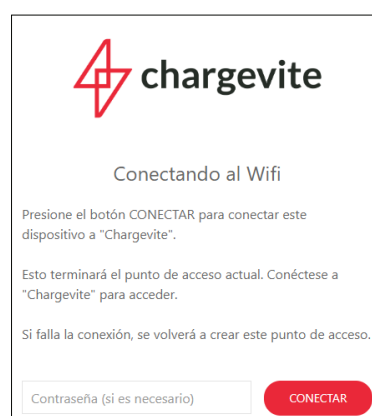 chargevite
Conectando al Wifi
Presione el botón CONECTAR para conectar este
dispositivo a "Chargevite".
Esto terminará el punto de acceso actual. Conéctese a
"Chargevite" para acceder.
Si falla la conexión, se volverá a crear este punto de acceso.
Contraseña (si es necesario)
CONECTAR